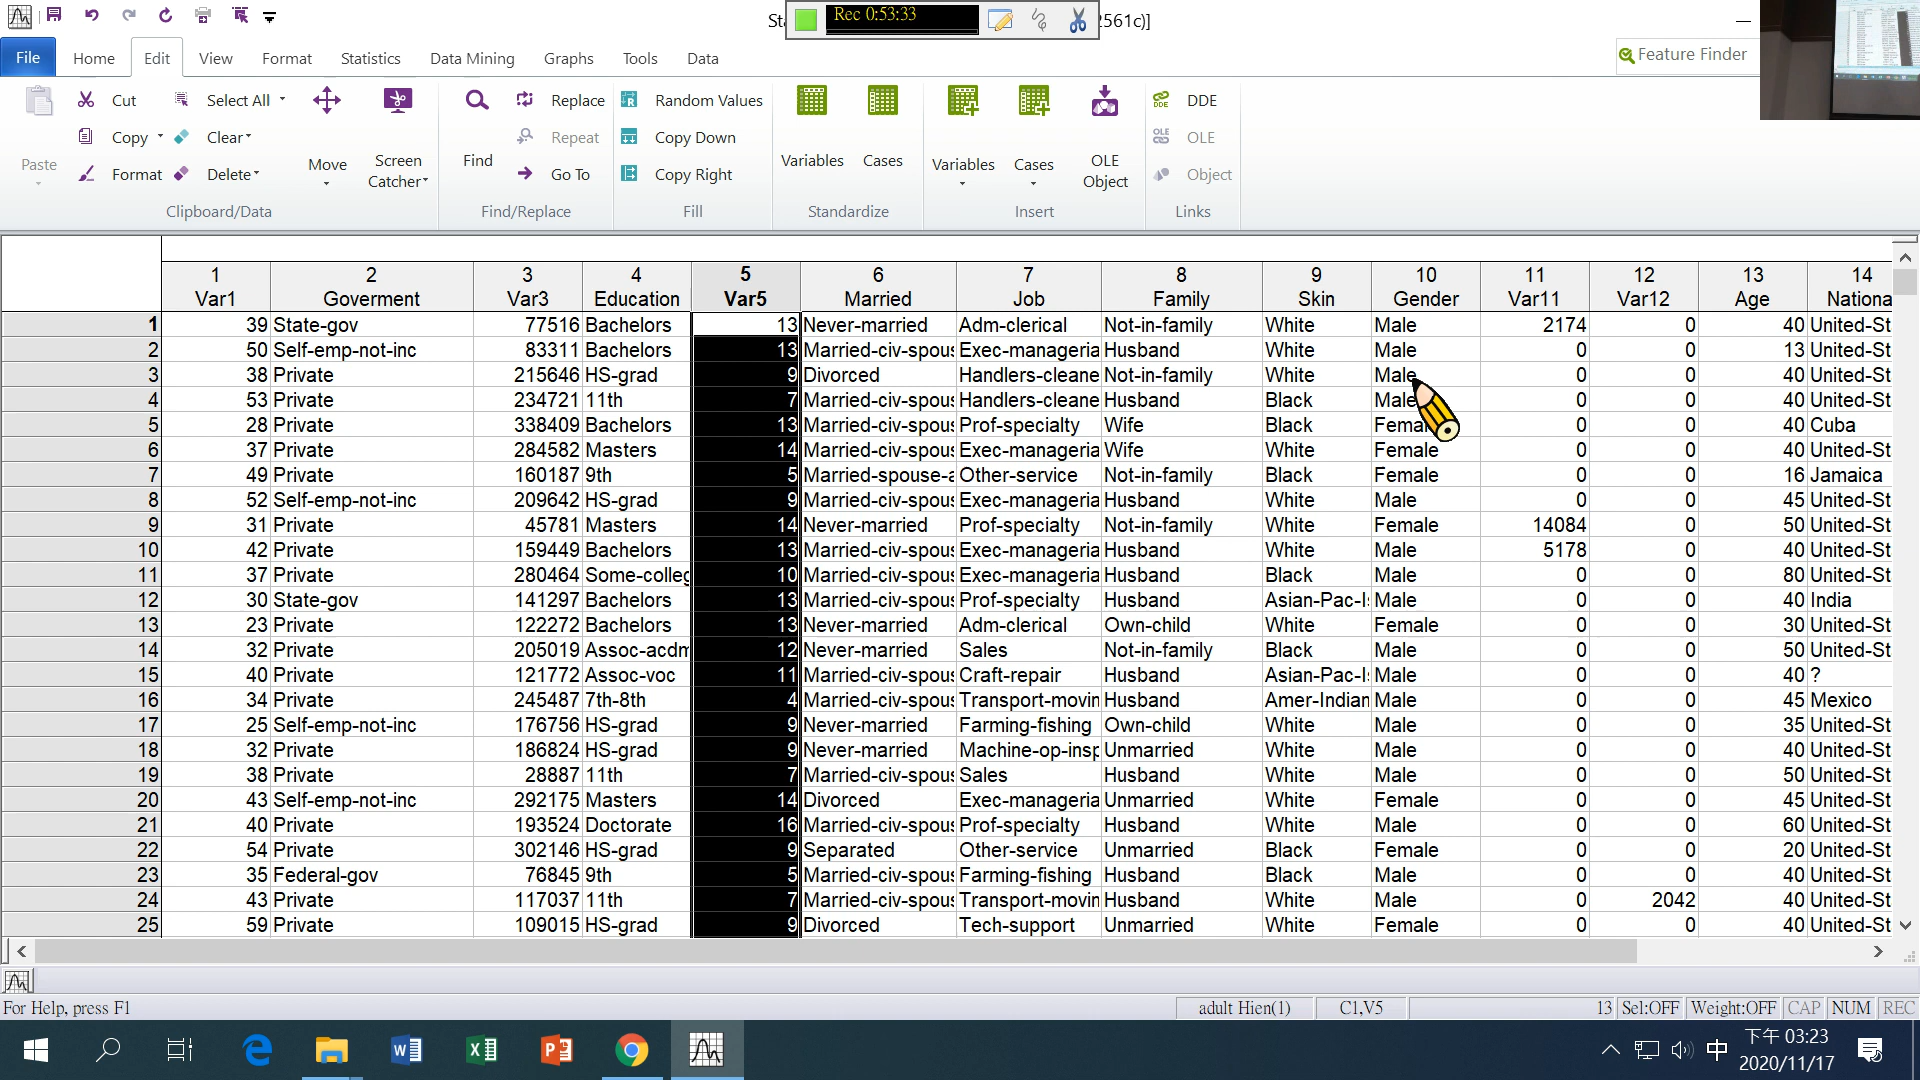 Rec 0:53:33
Sta
2561c)]
File Home Edit View Format Statistics Data Mining Graphs Tools Data
Feature Finder
Cut Select All Replace Random Values DDE
Copy Clear Repeat Copy Down OLE
Paste Format Delete Move Screen Catcher Find Go To Copy Right Variables Cases Variables Cases OLE Object Object
Clipboard/Data Find/Replace Fill Standardize Insert Links
1 2 3 4 5 6 7 8 9 10 11 12 13 14
Var1 Goverment Var3 Education Var5 Married Job Family Skin Gender Var11 Var12 Age Nationa
1 39 State-gov 77516 Bachelors 13 Never-married Adm-clerical Not-in-family White Male 2174 0 40 United-St
2 50 Self-emp-not-inc 83311 Bachelors 13 Married-civ-spous Exec-manageria Husband White Male 0 0 13 United-St
3 38 Private 215646 HS-grad 9 Divorced Handlers-cleane Not-in-family White Male 0 0 40 United-St
4 53 Private 234721 11th 7 Married-civ-spous Handlers-cleane Husband Black Male 0 0 40 United-St
5 28 Private 338409 Bachelors 13 Married-civ-spous Prof-specialty Wife Black Fema 0 0 40 Cuba
6 37 Private 284582 Masters 14 Married-civ-spous Exec-manageria Wife White Female 0 0 40 United-St
7 49 Private 160187 9th 5 Married-spouse-a Other-service Not-in-family Black Female 0 0 16 Jamaica
8 52 Self-emp-not-inc 209642 HS-grad 9 Married-civ-spous Exec-manageria Husband White Male 0 0 45 United-St
9 31 Private 45781 Masters 14 Never-married Prof-specialty Not-in-family White Female 14084 0 50 United-St
10 42 Private 159449 Bachelors 13 Married-civ-spous Exec-manageria Husband White Male 5178 0 40 United-St
11 37 Private 280464 Some-colleg 10 Married-civ-spous Exec-manageria Husband Black Male 0 0 80 United-St
12 30 State-gov 141297 Bachelors 13 Married-civ-spous Prof-specialty Husband Asian-Pac-I Male 0 0 40 India
13 23 Private 122272 Bachelors 13 Never-married Adm-clerical Own-child White Female 0 0 30 United-St
14 32 Private 205019 Assoc-acdm 12 Never-married Sales Not-in-family Black Male 0 0 50 United-St
15 40 Private 121772 Assoc-voc 11 Married-civ-spous Craft-repair Husband Asian-Pac-I Male 0 0 40 ?
16 34 Private 245487 7th-8th 4 Married-civ-spous Transport-movin Husband Amer-Indian Male 0 0 45 Mexico
17 25 Self-emp-not-inc 176756 HS-grad 9 Never-married Farming-fishing Own-child White Male 0 0 35 United-St
18 32 Private 186824 HS-grad 9 Never-married Machine-op-insp Unmarried White Male 0 0 40 United-St
19 38 Private 28887 11th 7 Married-civ-spous Sales Husband White Male 0 0 50 United-St
20 43 Self-emp-not-inc 292175 Masters 14 Divorced Exec-manageria Unmarried White Female 0 0 45 United-St
21 40 Private 193524 Doctorate 16 Married-civ-spous Prof-specialty Husband White Male 0 0 60 United-St
22 54 Private 302146 HS-grad 9 Separated Other-service Unmarried Black Female 0 0 20 United-St
23 35 Federal-gov 76845 9th 5 Married-civ-spous Farming-fishing Husband Black Male 0 0 40 United-St
24 43 Private 117037 11th 7 Married-civ-spous Transport-movin Husband White Male 0 2042 40 United-St
25 59 Private 109015 HS-grad 9 Divorced Tech-support Unmarried White Female 0 0 40 United-St
For Help, press F1 adult Hien(1) C1,V5 13 Sel:OFF Weight:OFF CAP NUM REC
中 下午 03:23
2020/11/17